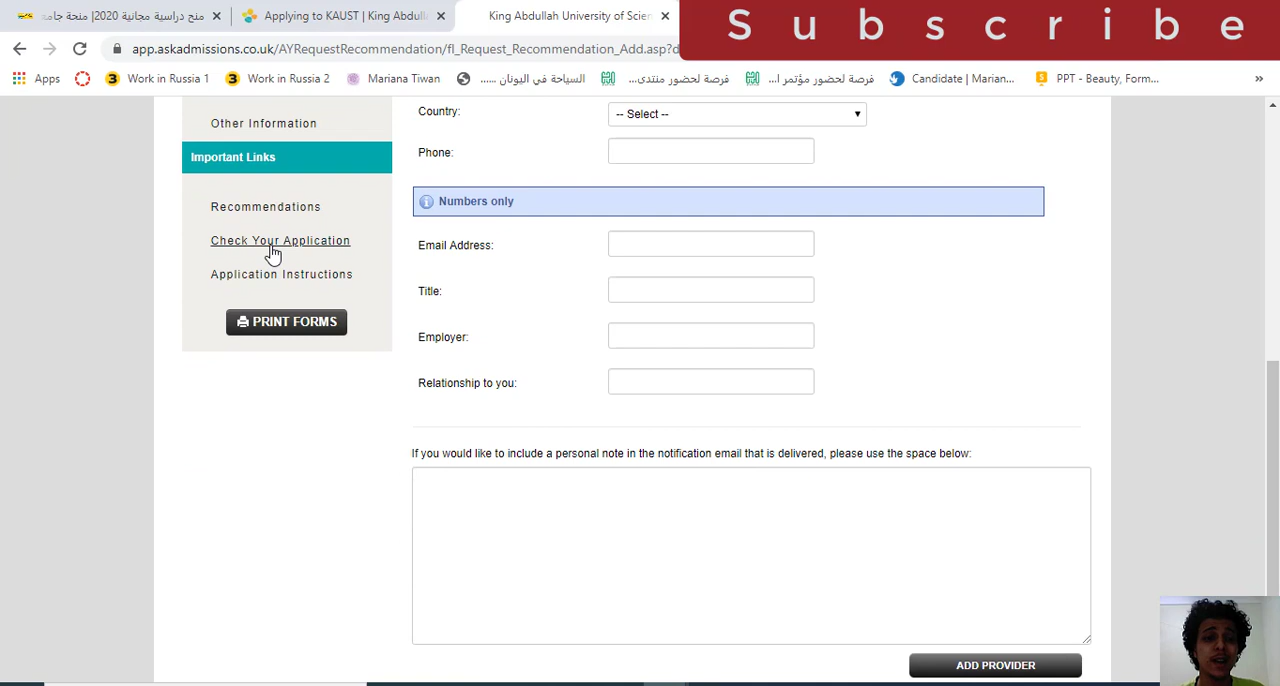 منح دراسية مجانية 2020| منحة جامع
Applying to KAUST | King Abdull
King Abdullah University of Scien
Subscribe
app.askadmissions.co.uk/AYRequestRecommendation/fl_Request_Recommendation_Add.asp?d
Apps
Work in Russia 1
Work in Russia 2
Mariana Tiwan
السياحة في اليونان ......
فرصة لحضور منتدى...
فرصة لحضور مؤتمر ا...
Candidate | Marian...
PPT - Beauty, Form...
»
Other Information
Important Links
Recommendations
Check Your Application
Application Instructions
PRINT FORMS
Country:
-- Select --
Phone:
Numbers only
Email Address:
Title:
Employer:
Relationship to you:
If you would like to include a personal note in the notification email that is delivered, please use the space below:
ADD PROVIDER